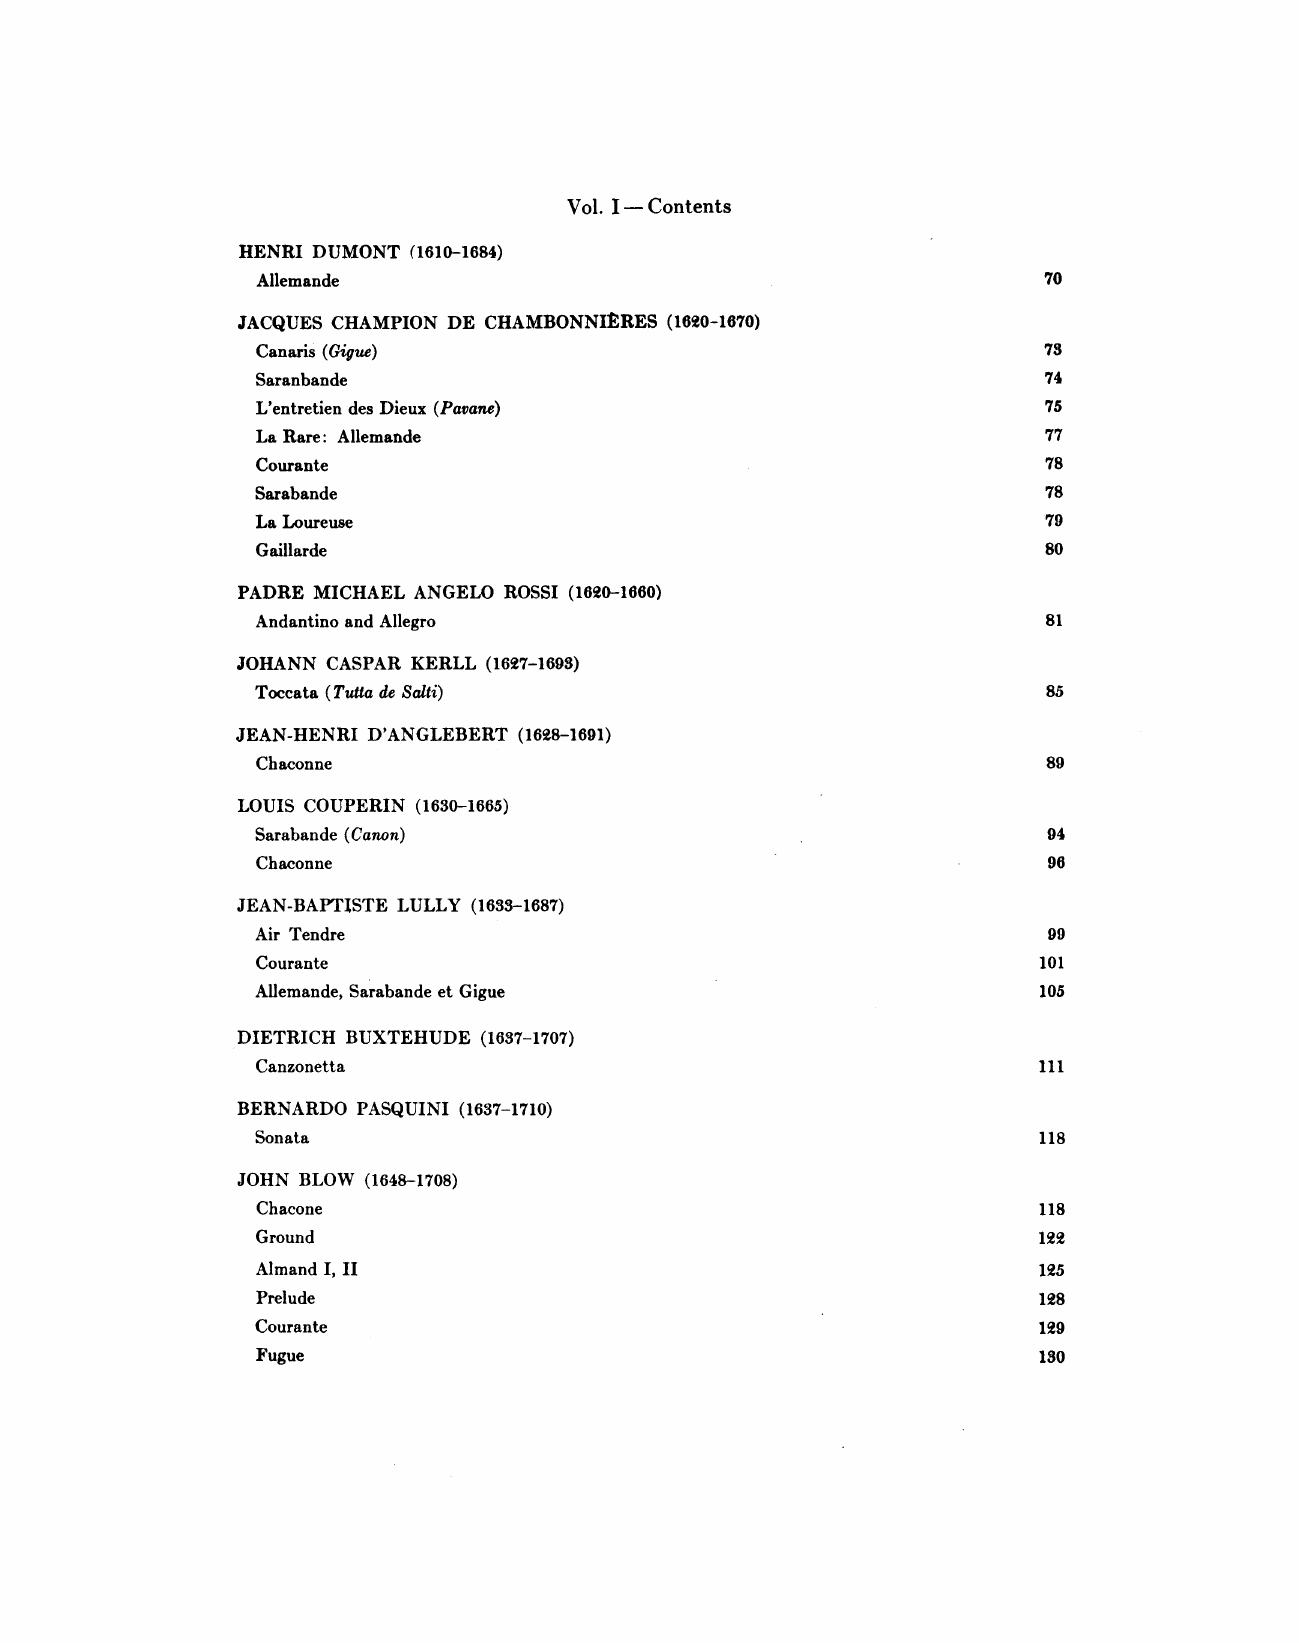 Vol. I — Contents
HENRI DUMONT (1610–1684)
Allemande 70
JACQUES CHAMPION DE CHAMBONNIÈRES (1620-1670)
Canaris (Gigue) 73
Saranbande 74
L'entretien des Dieux (Pavane) 75
La Rare: Allemande 77
Courante 78
Sarabande 78
La Loureuse 79
Gaillarde 80
PADRE MICHAEL ANGELO ROSSI (1620–1660)
Andantino and Allegro 81
JOHANN CASPAR KERLL (1627–1693)
Toccata (Tutta de Salti) 85
JEAN-HENRI D'ANGLEBERT (1628–1691)
Chaconne 89
LOUIS COUPERIN (1630–1665)
Sarabande (Canon) 94
Chaconne 96
JEAN-BAPTISTE LULLY (1633–1687)
Air Tendre 99
Courante 101
Allemande, Sarabande et Gigue 105
DIETRICH BUXTEHUDE (1637–1707)
Canzonetta 111
BERNARDO PASQUINI (1637–1710)
Sonata 118
JOHN BLOW (1648–1708)
Chacone 118
Ground 122
Almand I, II 125
Prelude 128
Courante 129
Fugue 130